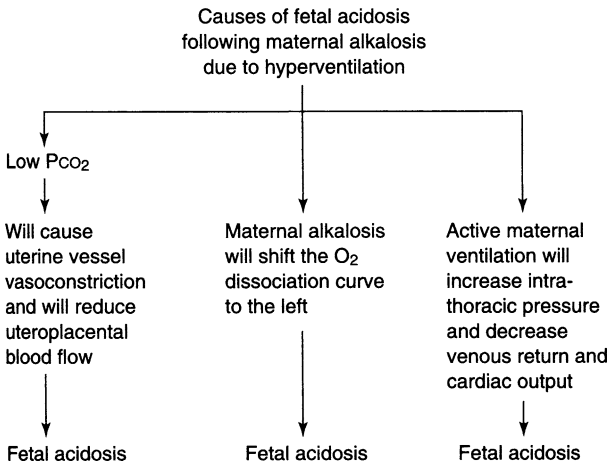 Causes of fetal acidosis
following maternal alkalosis
due to hyperventilation
Low PCO2
Will cause
uterine vessel
vasoconstriction
and will reduce
uteroplacental
blood flow
Fetal acidosis
Maternal alkalosis
will shift the O2
dissociation curve
to the left
Fetal acidosis
Active maternal
ventilation will
increase intra-
thoracic pressure
and decrease
venous return and
cardiac output
Fetal acidosis